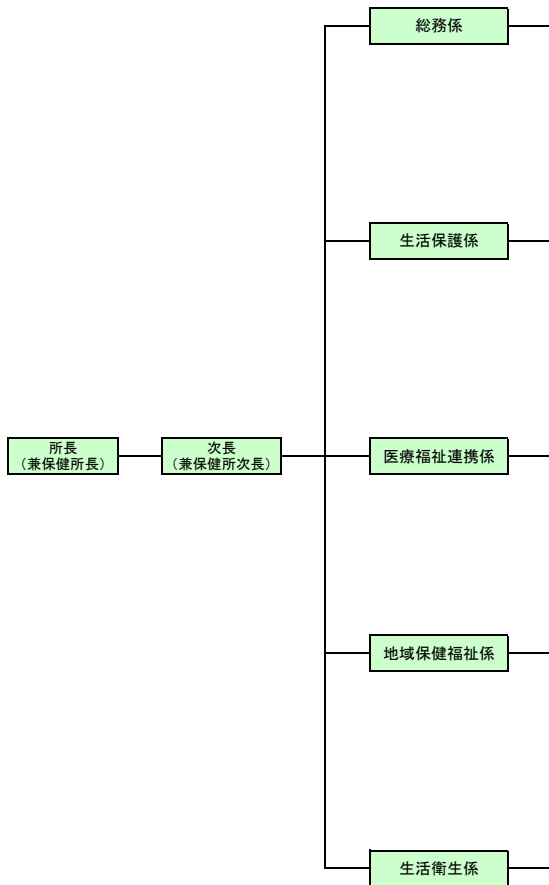 総務係
生活保護係
所長
（兼保健所長）
次長
（兼保健所次長）
医療福祉連携係
地域保健福祉係
生活衛生係